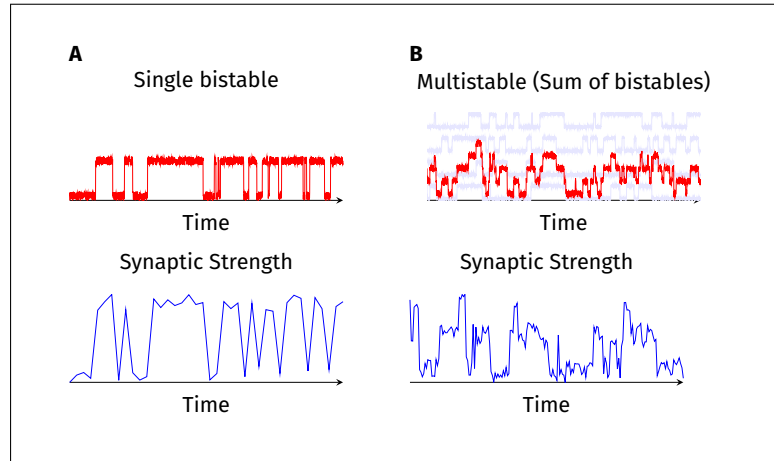 A
Single bistable
Time
Synaptic Strength
Time
B
Multistable (Sum of bistables)
Time
Synaptic Strength
Time